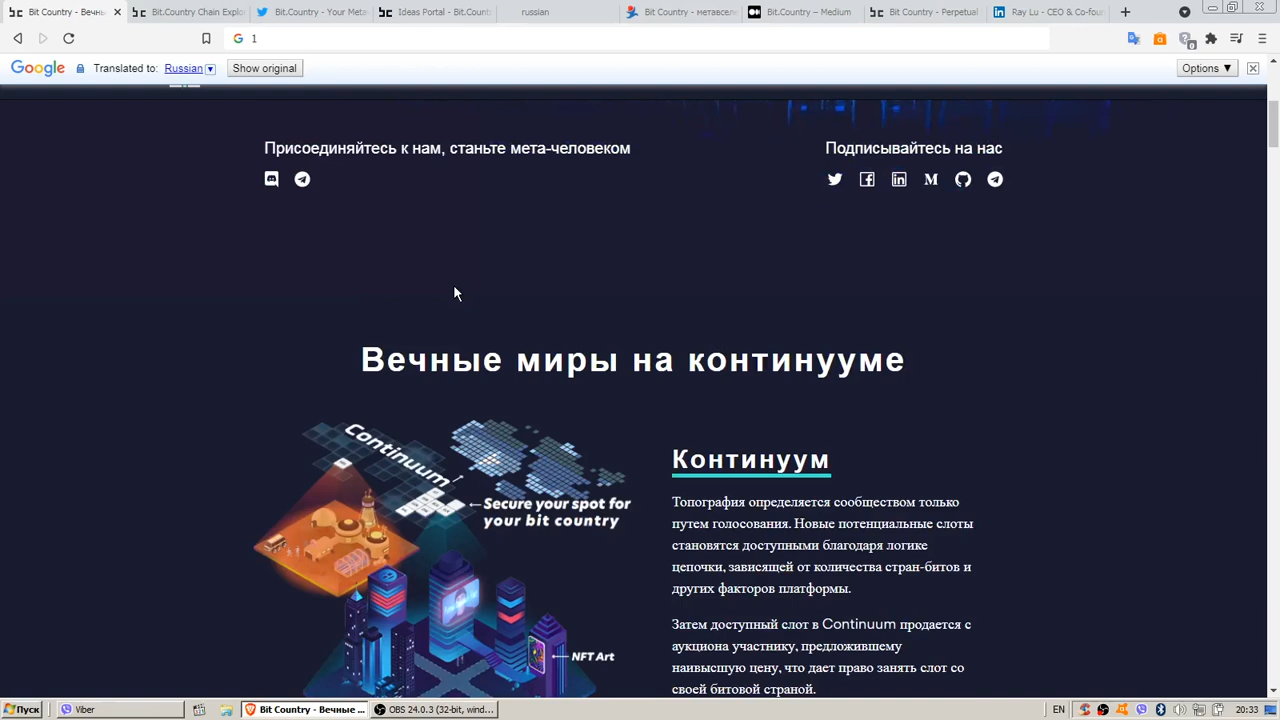 Bit Country - Вечны
Bit.Country Chain Explo
Bit.Country - Your Meta
Ideas Portal - Bit.Count
russian
Bit Country - метавсел
Bit.Country – Medium
Bit Country - Perpetual
Ray Lu - CEO & Co-foun
1
Google
Translated to: Russian
Show original
Options ▼
Присоединяйтесь к нам, станьте мета-человеком
Подписывайтесь на нас
Вечные миры на континууме
Continuum
←Secure your spot for
your bit country
NFT Art
Континуум
Топография определяется сообществом только
путем голосования. Новые потенциальные слоты
становятся доступными благодаря логике
цепочки, зависящей от количества стран-битов и
других факторов платформы.
Затем доступный слот в Continuum продается с
аукциона участнику, предложившему
наивысшую цену, что дает право занять слот со
своей битовой страной.
Пуск
Viber
Bit Country - Вечные ...
OBS 24.0.3 (32-bit, wind...
EN
20:33